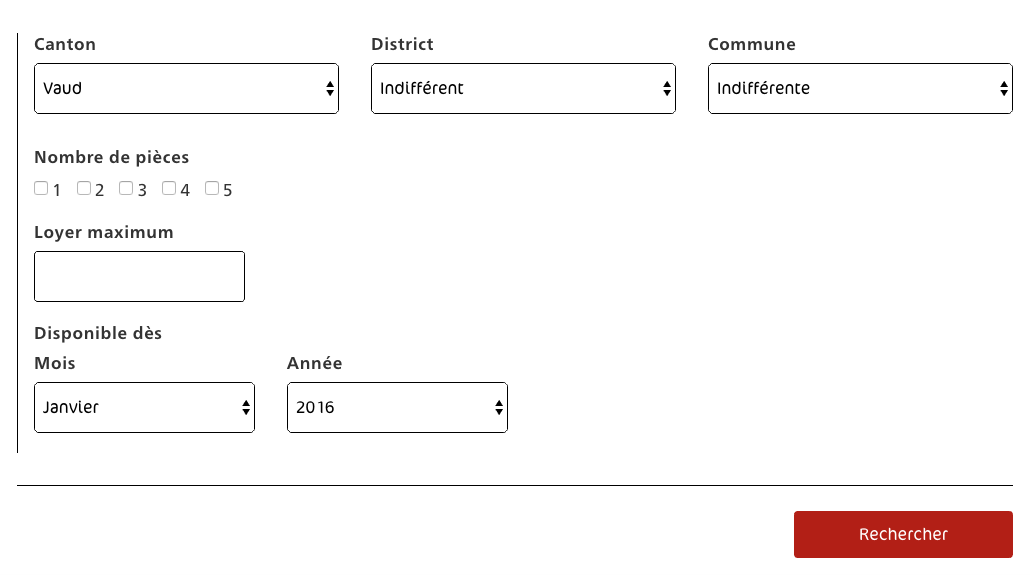 Canton District Commune
Vaud Indifférent Indifférente
Nombre de pièces
1 2 3 4 5
Loyer maximum
Disponible dès
Mois Année
Janvier 2016
Rechercher